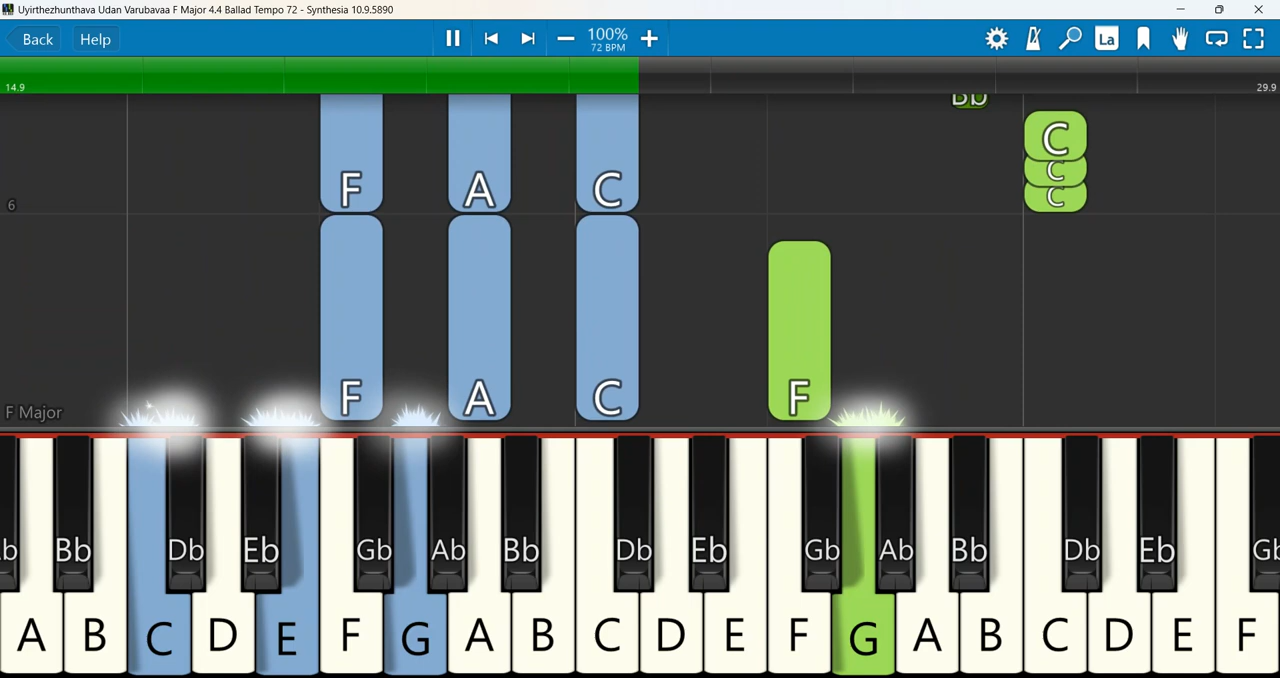 Uyirthezhunthava Udan Varubavaa F Major 4.4 Ballad Tempo 72 - Synthesia 10.9.5890
Back Help 100% La
72 BPM
14.9 29.9
Bb
C
C
6 F A C C
F Major F A C F
Bb Db Eb Gb Ab Bb Db Eb Gb Ab Bb Db Eb
A B C D E F G A B C D E F G A B C D E F